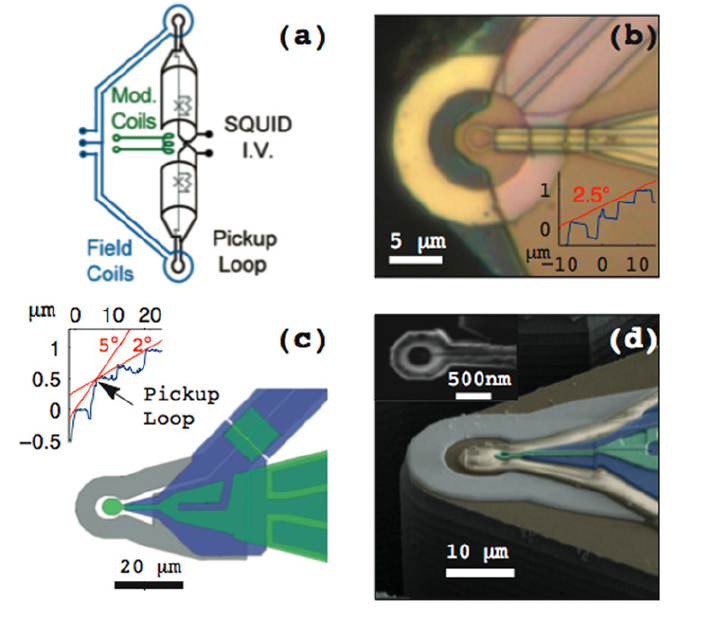 (a)
Mod.
Coils
SQUID
I.V.
Field
Coils
Pickup
Loop
(b)
5 μm
2.5°
1
0
μm
-10 0 10
(c)
μm 0 10 20
5° 2°
1
0.5
0
-0.5
Pickup
Loop
20 μm
(d)
500nm
10 μm